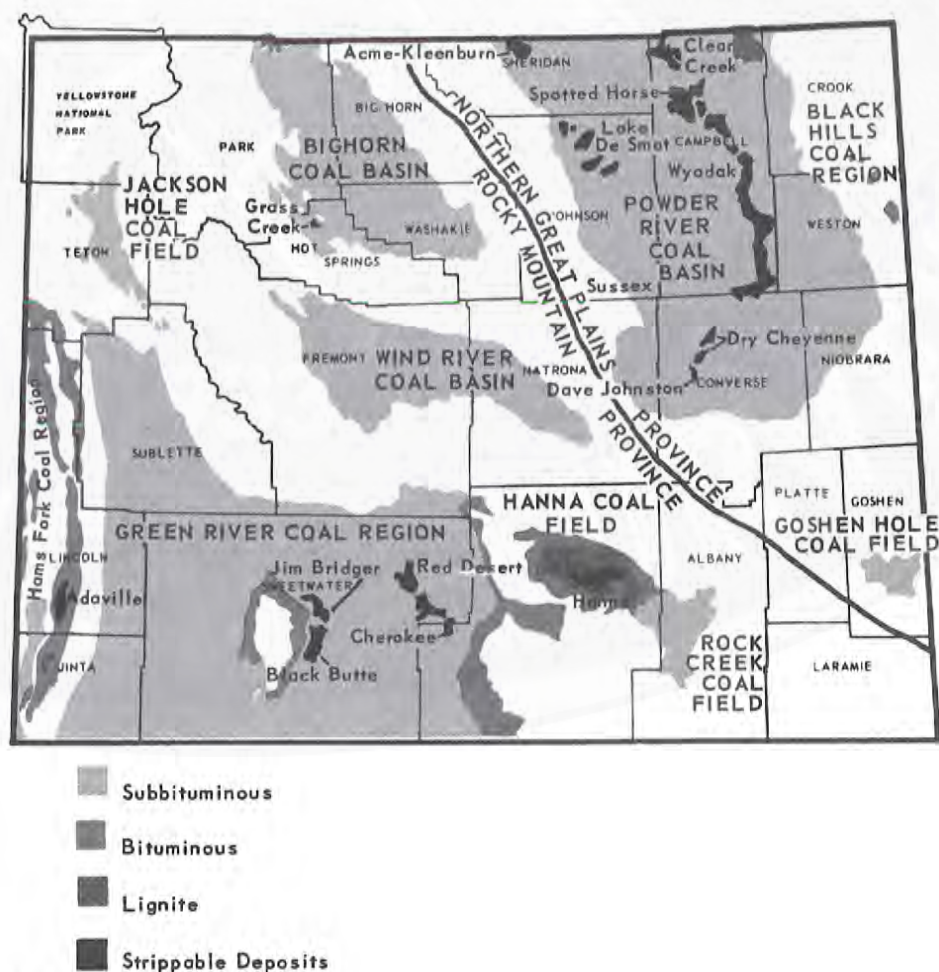 Acme-Kleenburn
SHERIDAN
Clear
Creek
YELLOWSTONE
NATIONAL
PARK
BIG HORN
Spotted Horse
CROOK
BLACK
HILLS
COAL
REGION
PARK
BIGHORN
COAL BASIN
Lake
De Smet
CAMPBELL
Wyodak
JACKSON
HOLE
COAL
FIELD
Grass
Creek
HOT
SPRINGS
WASHAKIE
NORTHERN GREAT PLAINS PROVINCE
ROCKY MOUNTAIN PROVINCE
JOHNSON
POWDER
RIVER
COAL
BASIN
WESTON
TETON
Sussex
FREMONT
WIND RIVER
COAL BASIN
NATRONA
Dry Cheyenne
NIOBRARA
Dave Johnston
CONVERSE
Hams Fork Coal Region
SUBLETTE
HANNA COAL
FIELD
PLATTE
GOSHEN
GOSHEN HOLE
COAL FIELD
GREEN RIVER COAL REGION
ALBANY
LINCOLN
Adaville
Jim Bridger
SWEETWATER
Red Desert
Hanna
Cherokee
Black Butte
UINTA
ROCK
CREEK
COAL
FIELD
LARAMIE
Subbituminous
Bituminous
Lignite
Strippable Deposits